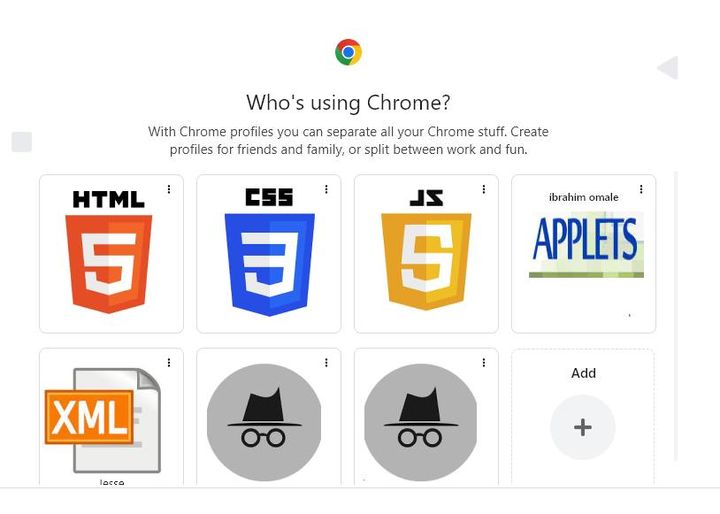 Who's using Chrome?
With Chrome profiles you can separate all your Chrome stuff. Create
profiles for friends and family, or split between work and fun.
HTML
5
CSS
3
JS
5
ibrahim omale
APPLETS
XML
Jesse
Add